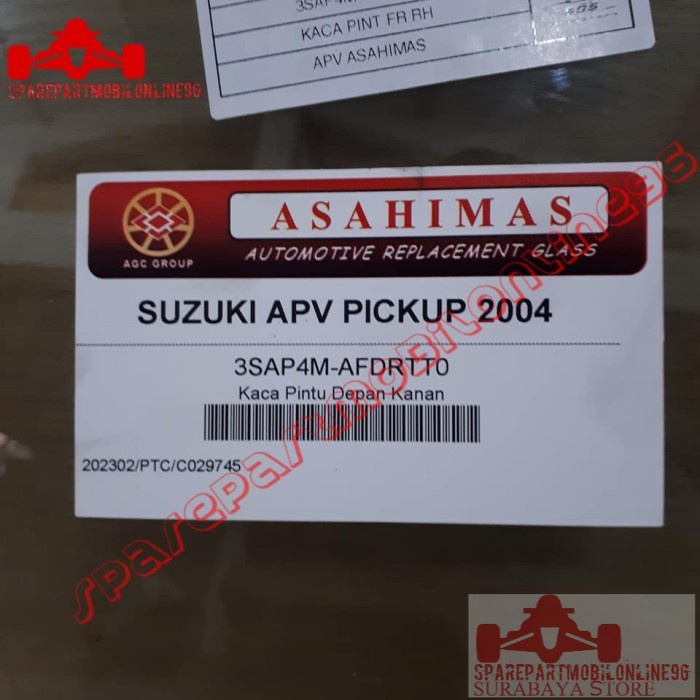 SPAREPARTMOBILONLINE96
KACA PINT FR RH
APV ASAHIMAS
AGC GROUP
ASAHIMAS
AUTOMOTIVE REPLACEMENT GLASS
SUZUKI APV PICKUP 2004
3SAP4M-AFDRTT0
Kaca Pintu Depan Kanan
202302/PTC/C029745
sparepartmobilonline96
SPAREPARTMOBILONLINE96
SURABAYA STORE